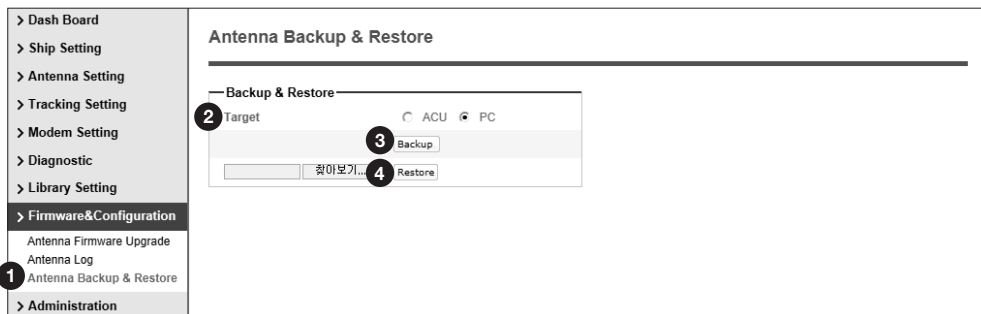 > Dash Board
> Ship Setting
> Antenna Setting
> Tracking Setting
> Modem Setting
> Diagnostic
> Library Setting
> Firmware&Configuration
Antenna Firmware Upgrade
Antenna Log
1 Antenna Backup & Restore
> Administration
Antenna Backup & Restore
Backup & Restore
2 Target ACU PC
3 Backup
찾아보기... 4 Restore